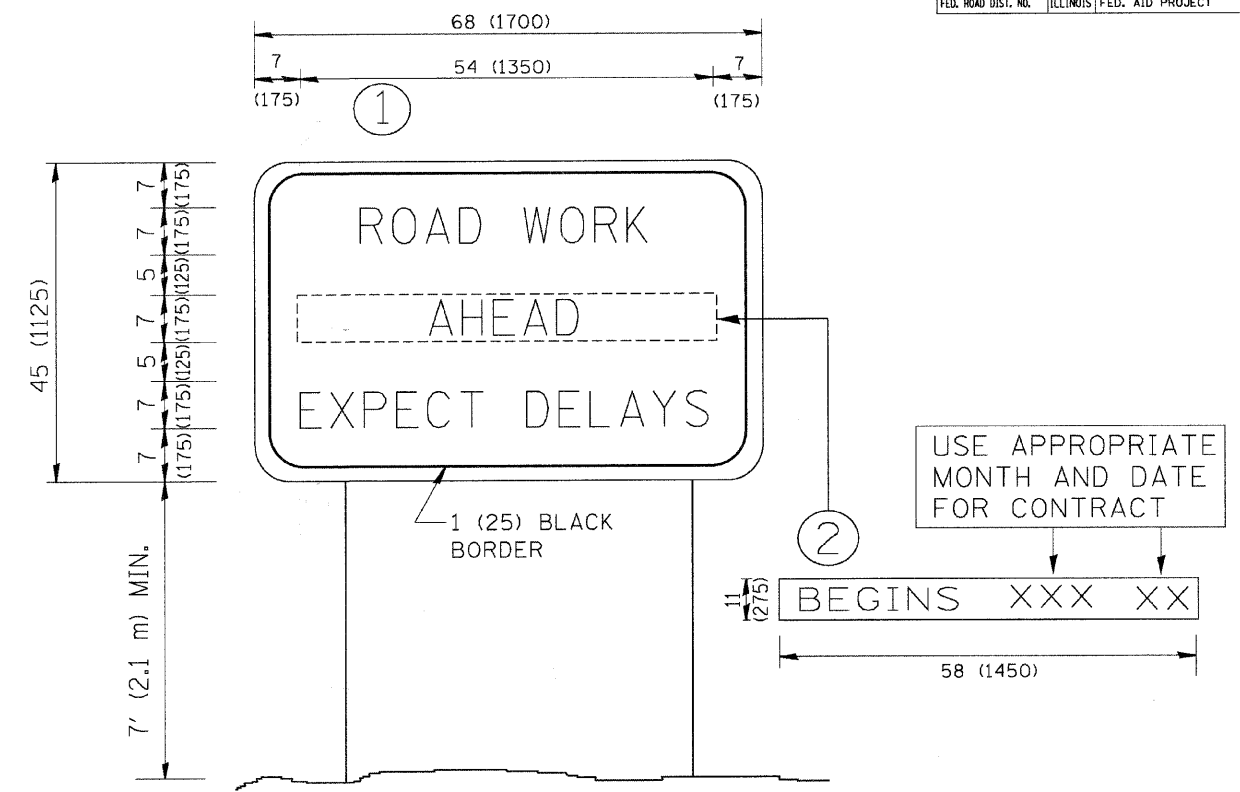 FED. ROAD DIST. NO. ILLINOIS FED. AID PROJECT
68 (1700)
7 54 (1350) 7
(175) (175)
1
45 (1125)
7 (175)
7 (175)
5 (125)
7 (175)
5 (125)
7 (175)
7 (175)
ROAD WORK
AHEAD
EXPECT DELAYS
1 (25) BLACK
BORDER
7' (2.1 m) MIN.
USE APPROPRIATE
MONTH AND DATE
FOR CONTRACT
2
11 (275)
BEGINS XXX XX
58 (1450)